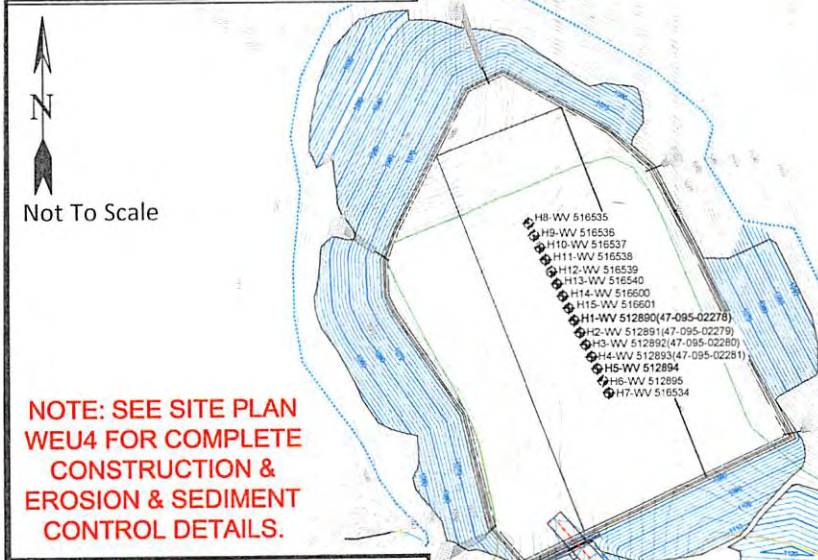 N
Not To Scale
H8-WV 516535
H9-WV 516536
H10-WV 516537
H11-WV 516538
H12-WV 516539
H13-WV 516540
H14-WV 516600
H15-WV 516601
H1-WV 512890(47-095-02278)
H2-WV 512891(47-095-02279)
H3-WV 512892(47-095-02280)
H4-WV 512893(47-095-02281)
H5-WV 512894
H6-WV 512895
H7-WV 516534
NOTE: SEE SITE PLAN
WEU4 FOR COMPLETE
CONSTRUCTION &
EROSION & SEDIMENT
CONTROL DETAILS.